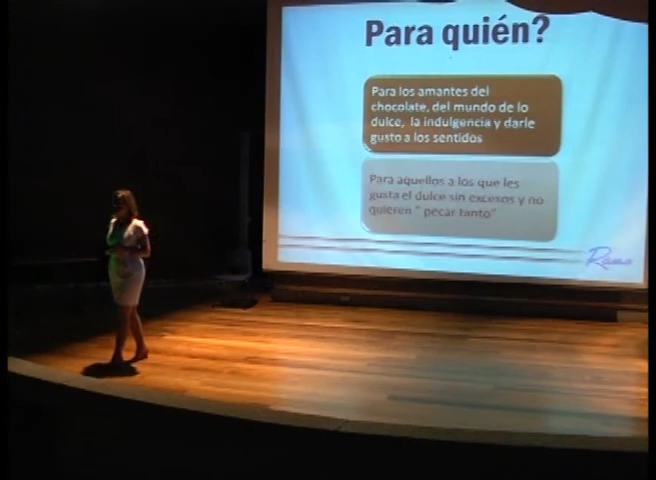 Para quién?
Para los amantes del
chocolate, del mundo de lo
dulce, la indulgencia y darle
gusto a los sentidos
Para aquellos a los que les
gusta el dulce sin excesos y no
quieren " pecar tanto"
Ramo